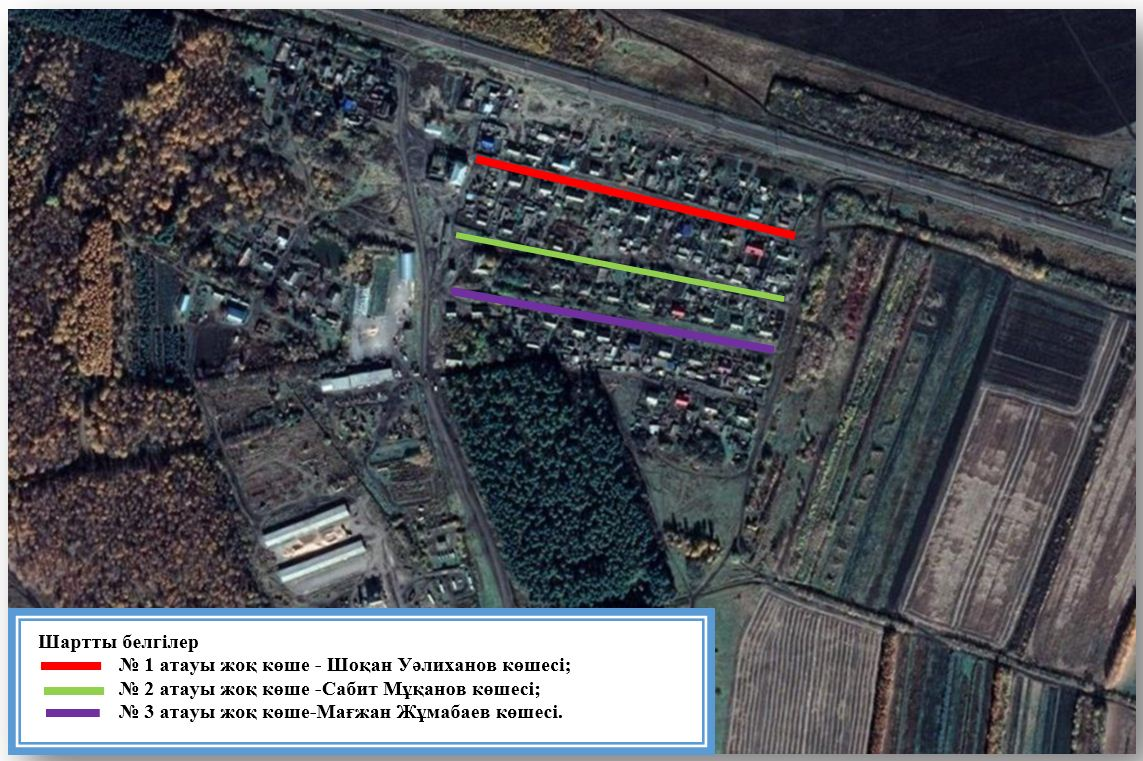 Шартты белгілер
№ 1 атауы жоқ көше - Шоқан Уәлиханов көшесі;
№ 2 атауы жоқ көше -Сабит Мұқанов көшесі;
№ 3 атауы жоқ көше-Мағжан Жұмабаев көшесі.